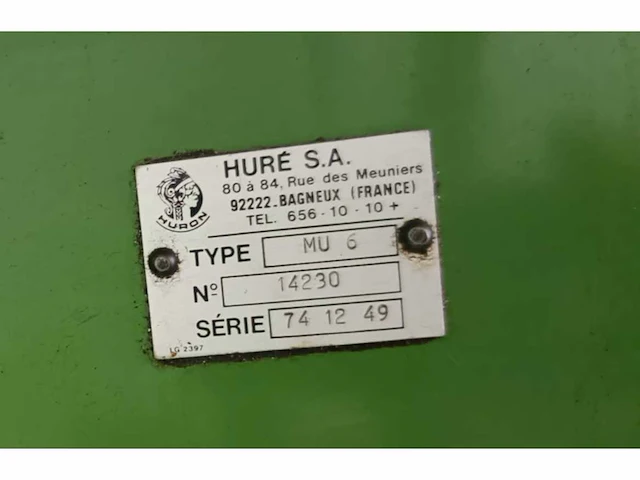 HURÉ S.A.
80 à 84, Rue des Meuniers
92222-BAGNEUX (FRANCE)
TEL. 656-10-10+
HURON
TYPE MU 6
Nº 14230
SÉRIE 74 12 49
LG 2397